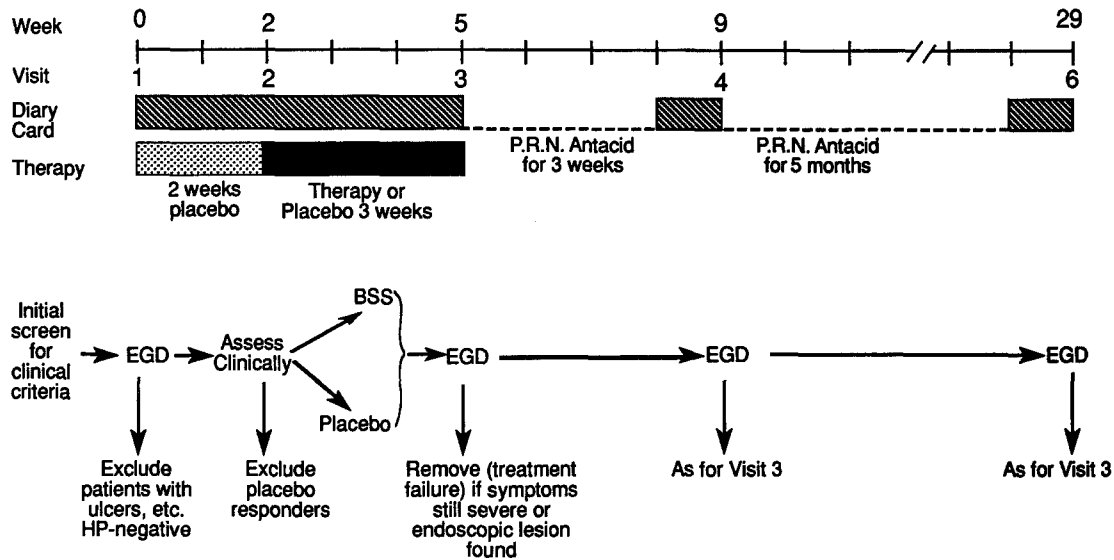 Week 0 2 5 9 29
Visit 1 2 3 4 6
Diary
Card
P.R.N. Antacid
for 3 weeks
P.R.N. Antacid
for 5 months
Therapy
2 weeks
placebo
Therapy or
Placebo 3 weeks
Initial
screen
for
clinical
criteria
EGD
Assess
Clinically
BSS
Placebo
EGD
EGD
EGD
Exclude
patients with
ulcers, etc.
HP-negative
Exclude
placebo
responders
Remove (treatment
failure) if symptoms
still severe or
endoscopic lesion
found
As for Visit 3
As for Visit 3